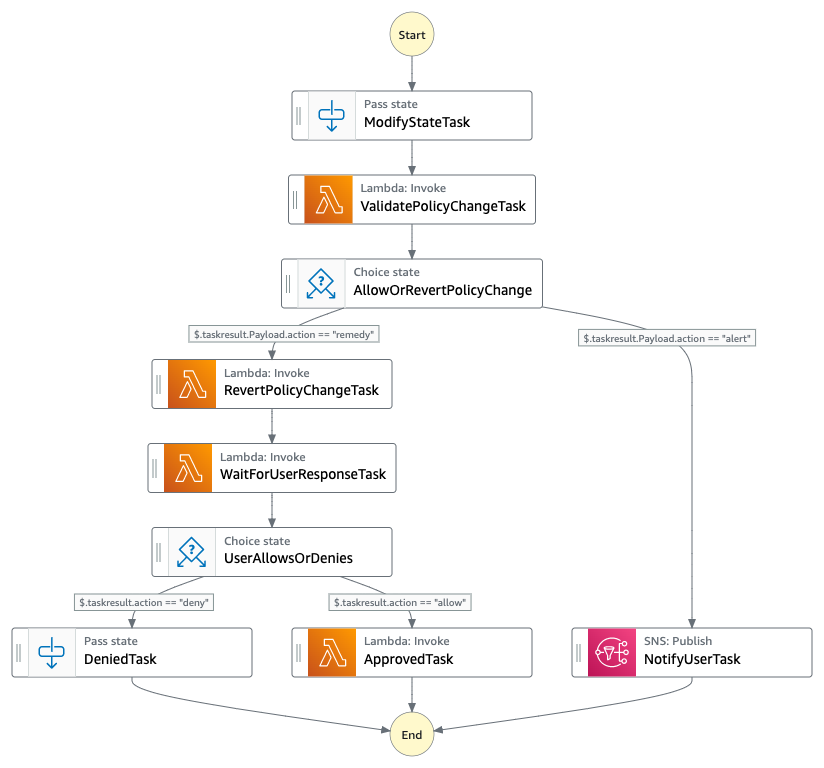 Start
Pass state
ModifyStateTask
Lambda: Invoke
ValidatePolicyChangeTask
Choice state
AllowOrRevertPolicyChange
$.taskresult.Payload.action == "remedy"
$.taskresult.Payload.action == "alert"
Lambda: Invoke
RevertPolicyChangeTask
Lambda: Invoke
WaitForUserResponseTask
Choice state
UserAllowsOrDenies
$.taskresult.action == "deny"
$.taskresult.action == "allow"
Pass state
DeniedTask
Lambda: Invoke
ApprovedTask
SNS: Publish
NotifyUserTask
End